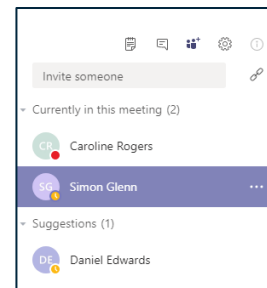 Invite someone
Currently in this meeting (2)
CR Caroline Rogers
SG Simon Glenn
Suggestions (1)
DE Daniel Edwards